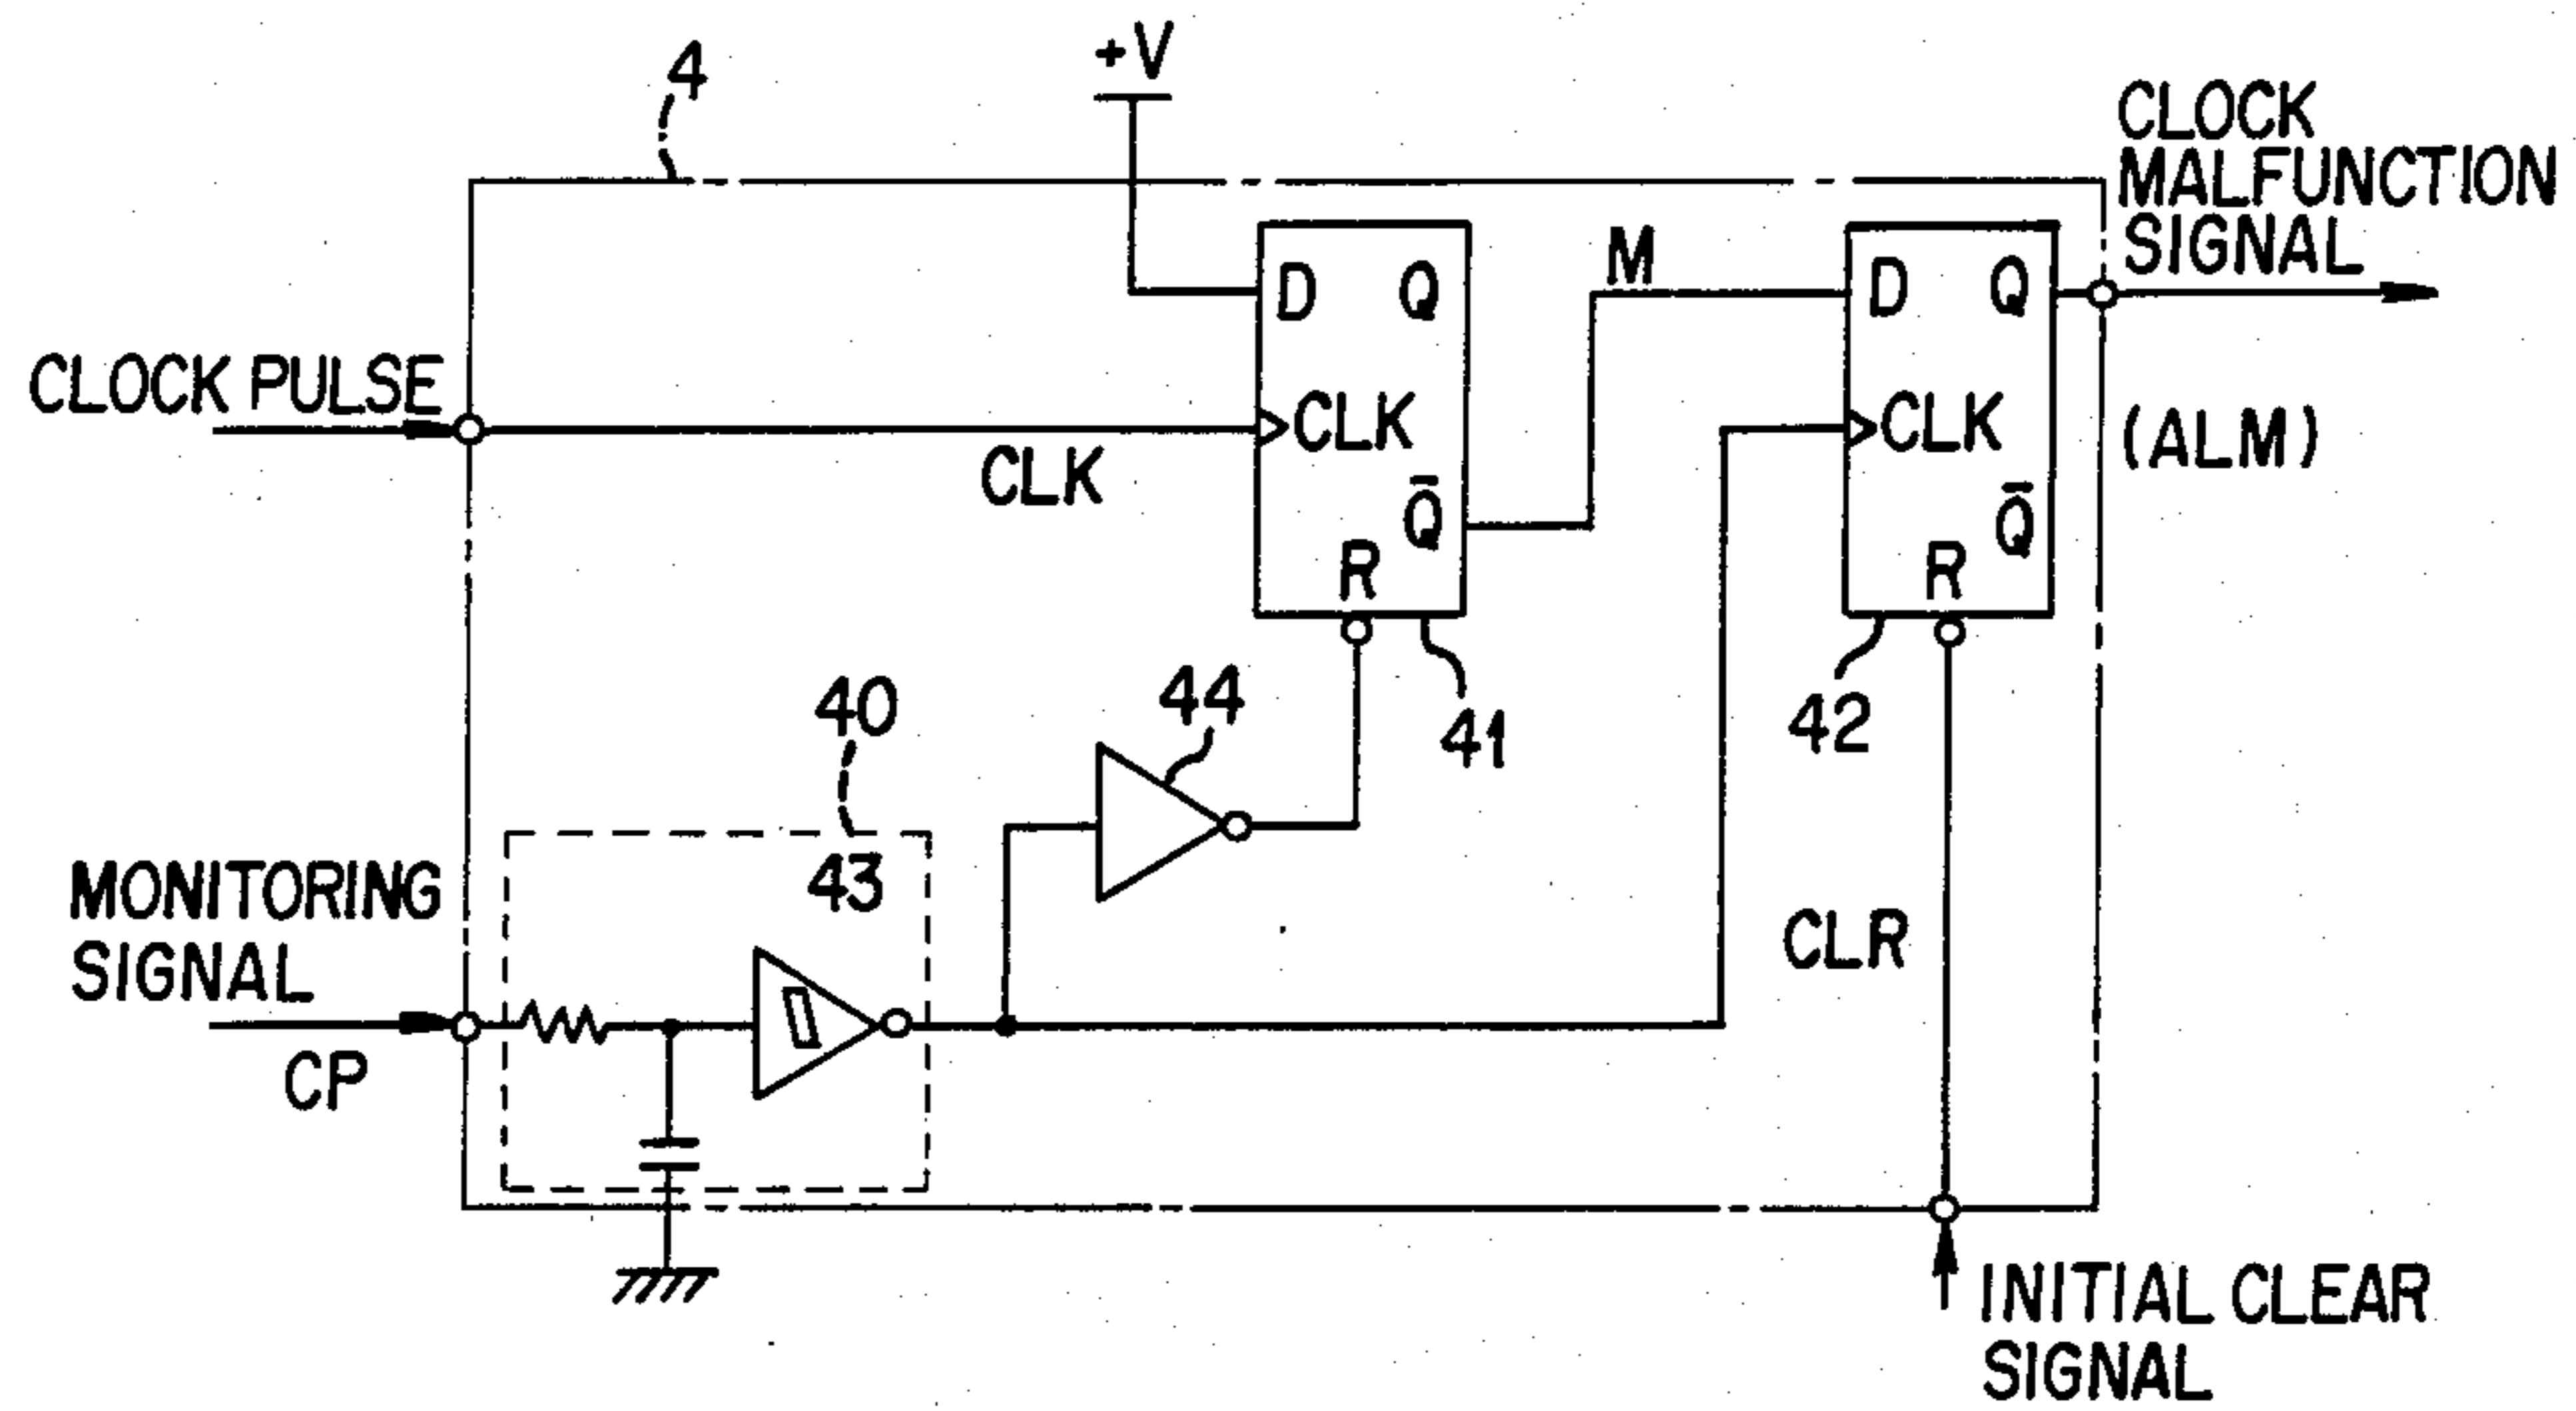 4
+V
CLOCK
MALFUNCTION
SIGNAL
(ALM)
CLOCK PULSE
CLK
D Q
CLK
Q̄
R
M
D Q
CLK
Q̄
R
41
42
44
40
43
MONITORING
SIGNAL
CP
CLR
INITIAL CLEAR
SIGNAL